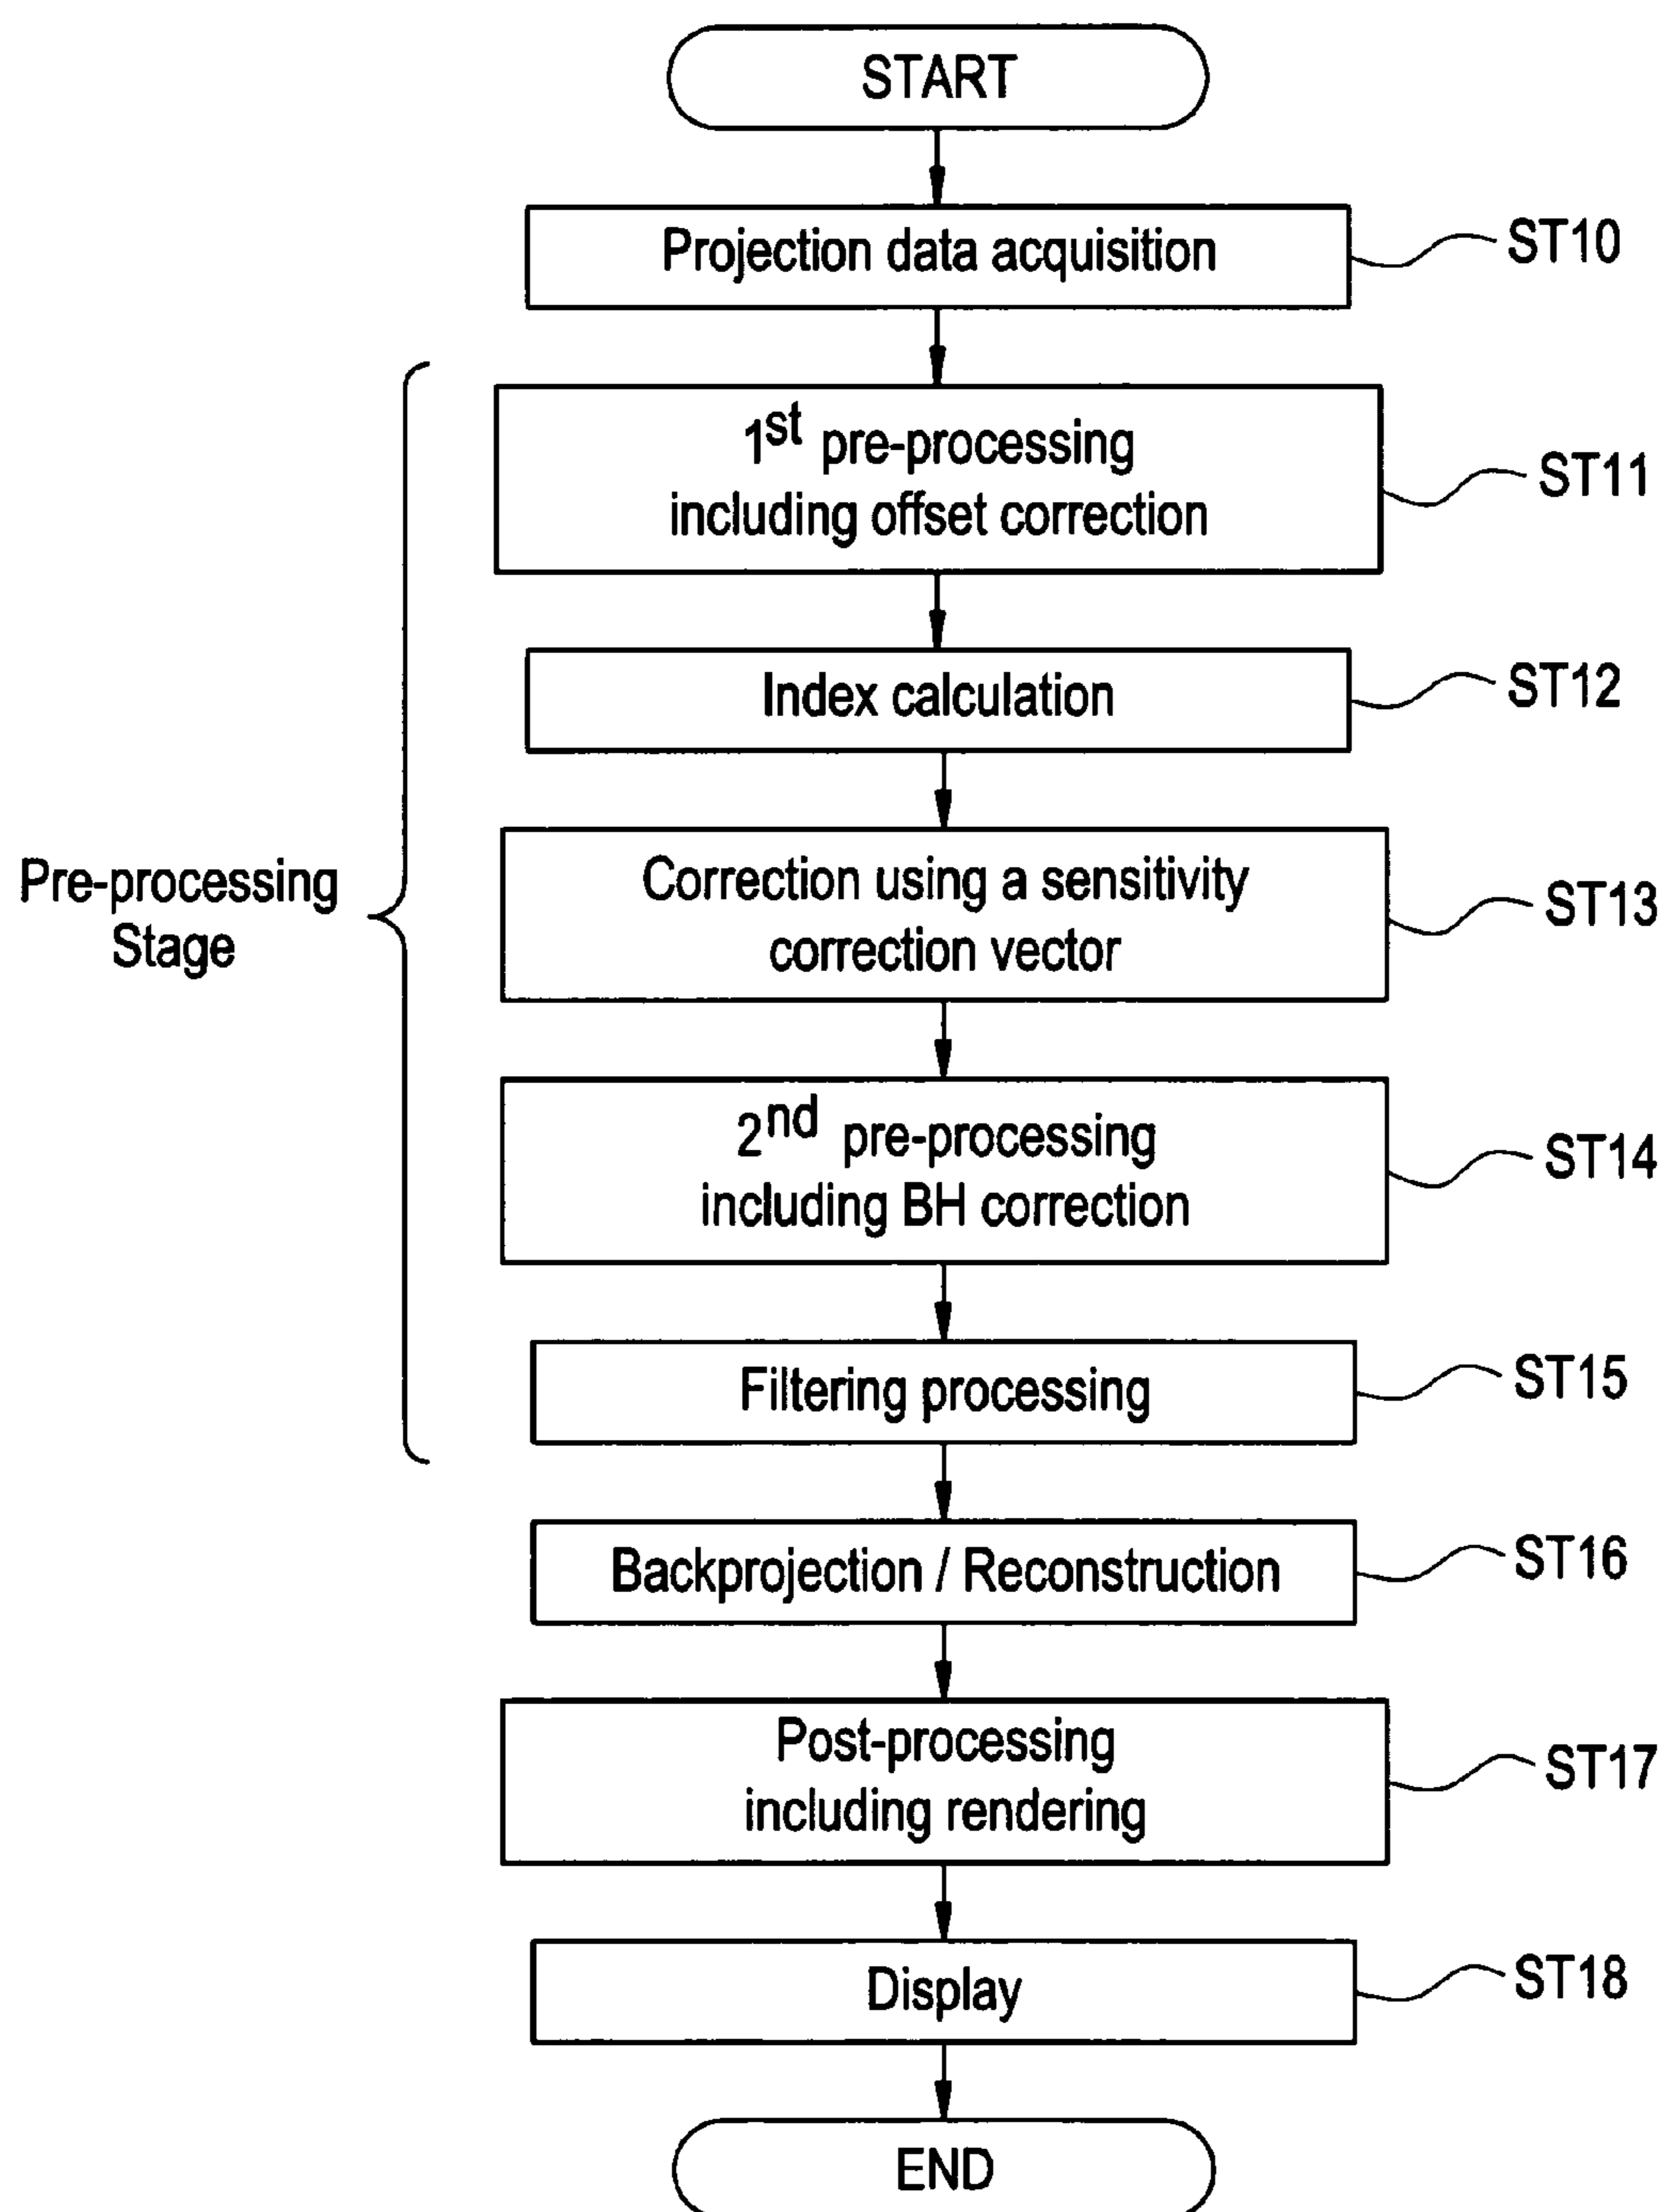 START
Projection data acquisition
ST10
1st pre-processing
including offset correction
ST11
Index calculation
ST12
Pre-processing
Stage
Correction using a sensitivity
correction vector
ST13
2nd pre-processing
including BH correction
ST14
Filtering processing
ST15
Backprojection / Reconstruction
ST16
Post-processing
including rendering
ST17
Display
ST18
END